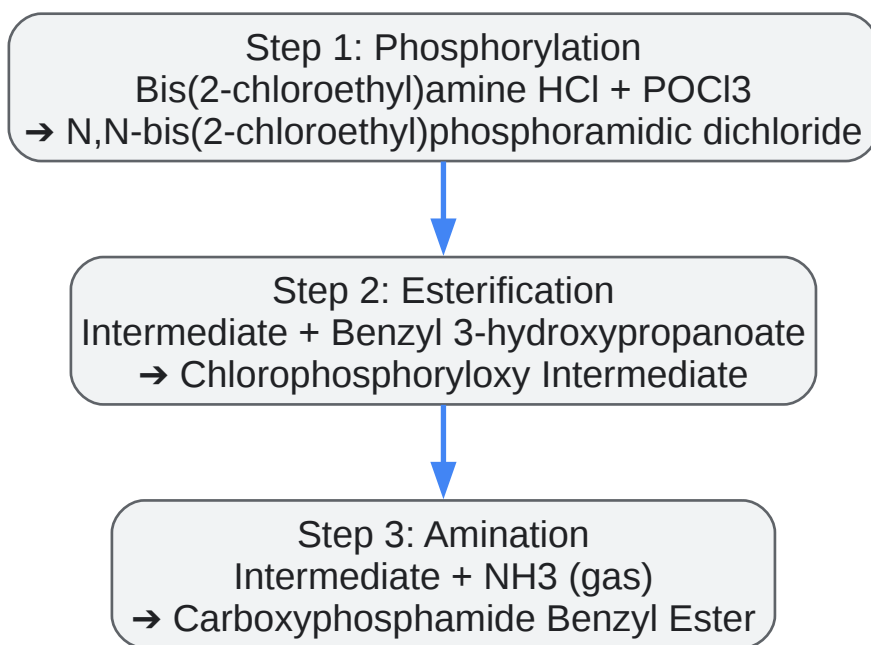 Step 1: Phosphorylation
Bis(2-chloroethyl)amine HCl + POCl3
➔ N,N-bis(2-chloroethyl)phosphoramidic dichloride
Step 2: Esterification
Intermediate + Benzyl 3-hydroxypropanoate
➔ Chlorophosphoryloxy Intermediate
Step 3: Amination
Intermediate + NH3 (gas)
➔ Carboxyphosphamide Benzyl Ester